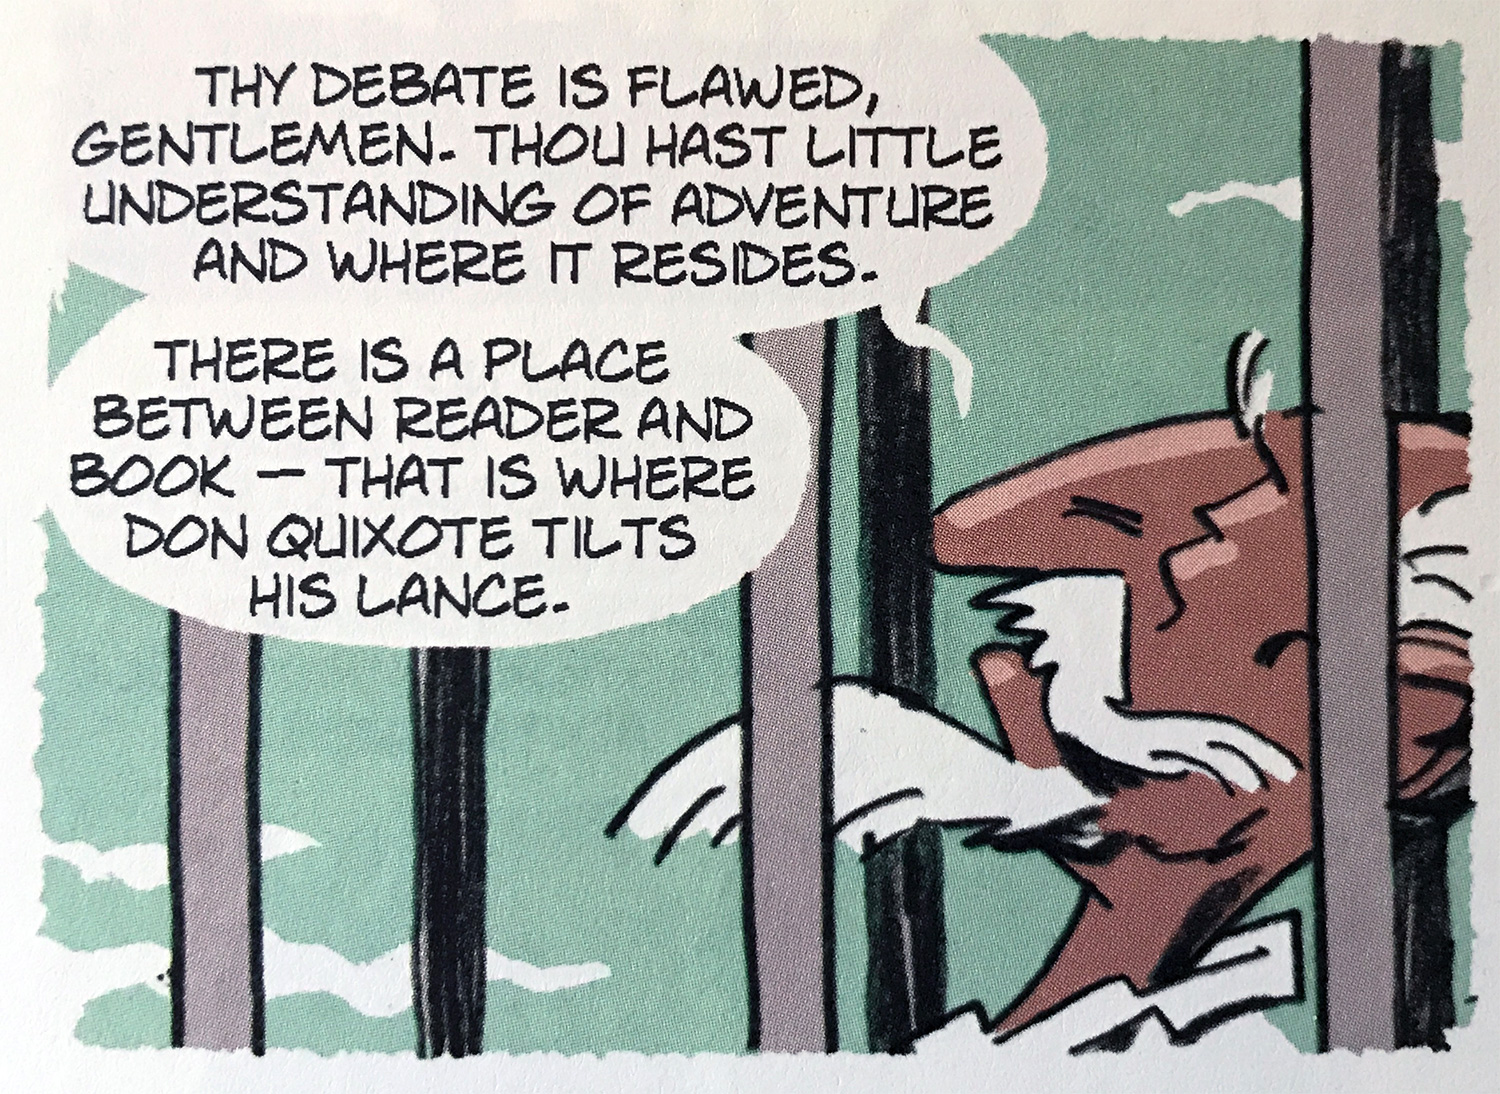 THY DEBATE IS FLAWED,
GENTLEMEN. THOU HAST LITTLE
UNDERSTANDING OF ADVENTURE
AND WHERE IT RESIDES.
THERE IS A PLACE
BETWEEN READER AND
BOOK — THAT IS WHERE
DON QUIXOTE TILTS
HIS LANCE.